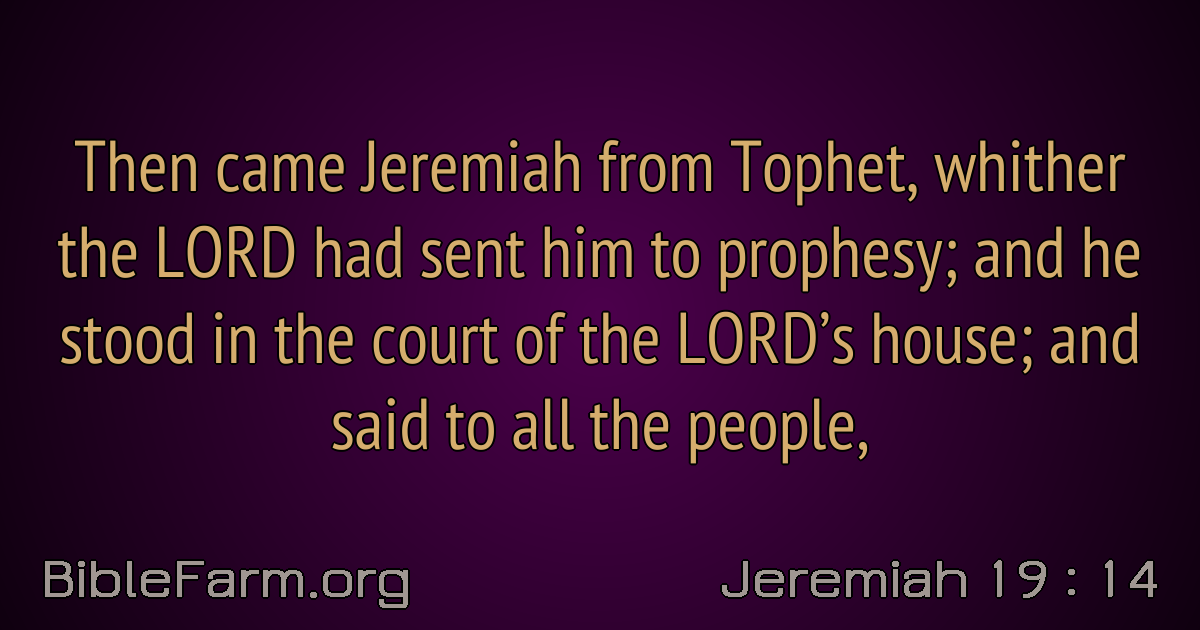 Then came Jeremiah from Tophet, whither
the LORD had sent him to prophesy; and he
stood in the court of the LORD’s house; and
said to all the people,
BibleFarm.org
Jeremiah 19 : 14